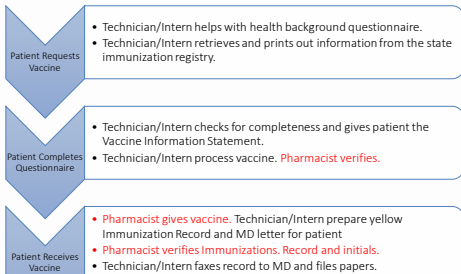 Patient Requests
Vaccine
• Technician/Intern helps with health background questionnaire.
• Technician/Intern retrieves and prints out information from the state
immunization registry.
Patient Completes
Questionnaire
• Technician/Intern checks for completeness and gives patient the
Vaccine Information Statement.
• Technician/Intern process vaccine. Pharmacist verifies.
Patient Receives
Vaccine
• Pharmacist gives vaccine. Technician/Intern prepare yellow
Immunization Record and MD letter for patient
• Pharmacist verifies Immunizations. Record and initials.
• Technician/Intern faxes record to MD and files papers.